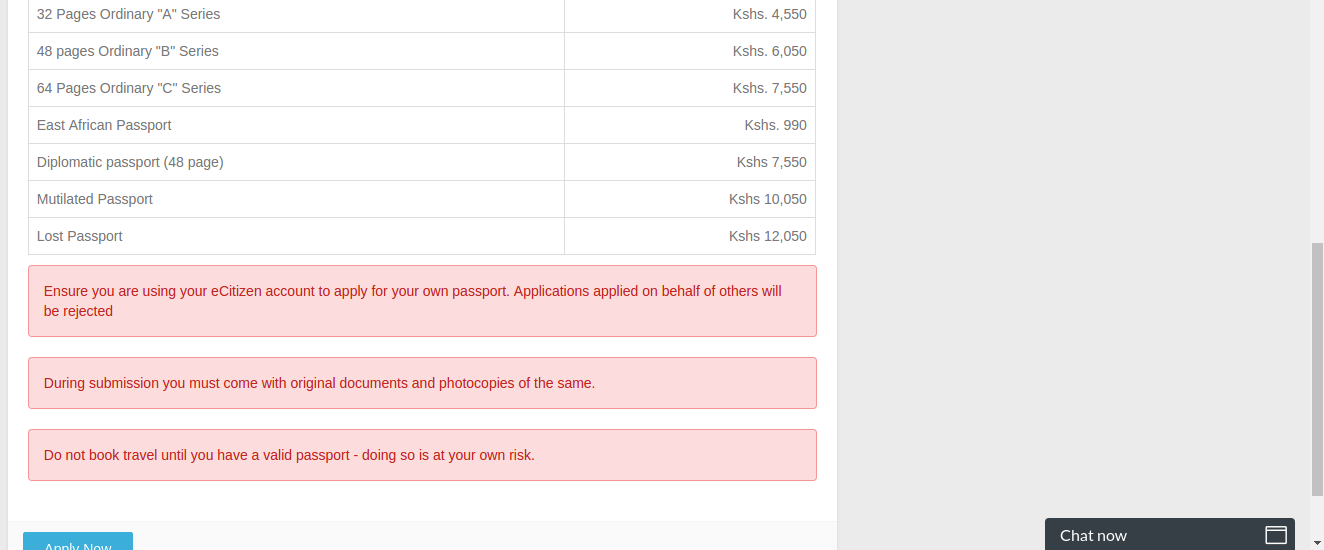 32 Pages Ordinary "A" Series Kshs. 4,550
48 pages Ordinary "B" Series Kshs. 6,050
64 Pages Ordinary "C" Series Kshs. 7,550
East African Passport Kshs. 990
Diplomatic passport (48 page) Kshs 7,550
Mutilated Passport Kshs 10,050
Lost Passport Kshs 12,050
Ensure you are using your eCitizen account to apply for your own passport. Applications applied on behalf of others will
be rejected
During submission you must come with original documents and photocopies of the same.
Do not book travel until you have a valid passport - doing so is at your own risk.
Apply Now
Chat now